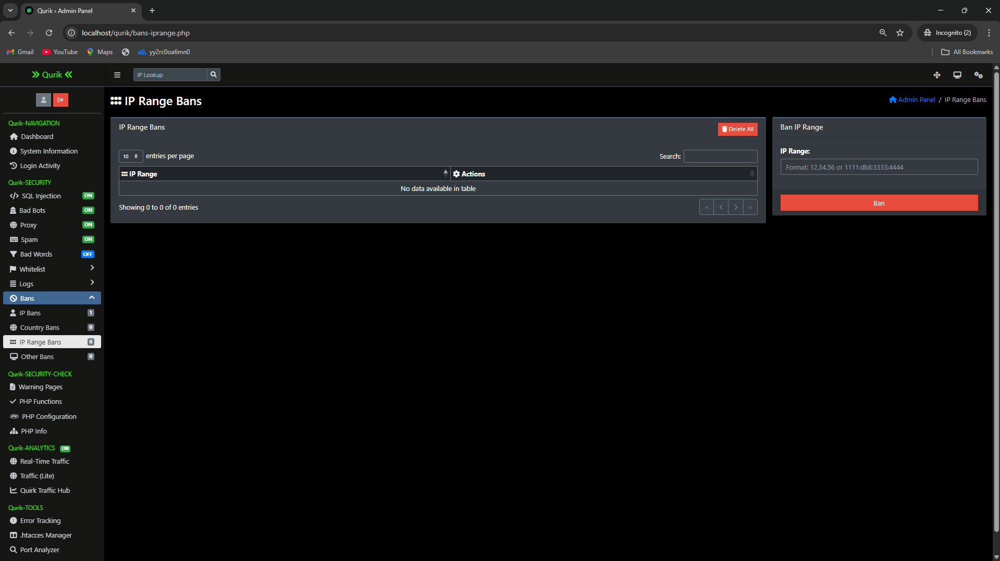 Qurik › Admin Panel
localhost/qurik/bans-iprange.php
Incognito (2)
Gmail
YouTube
Maps
yy2rc0oa6mn0
All Bookmarks
Qurik
IP Lookup
IP Range Bans
Admin Panel / IP Range Bans
Qurik-NAVIGATION
Dashboard
System Information
Login Activity
Qurik-SECURITY
SQL Injection ON
Bad Bots ON
Proxy ON
Spam ON
Bad Words OFF
Whitelist
Logs
Bans
IP Bans 1
Country Bans 0
IP Range Bans 0
Other Bans 0
Qurik-SECURITY-CHECK
Warning Pages
PHP Functions
php PHP Configuration
PHP Info
Qurik-ANALYTICS ON
Real-Time Traffic
Traffic (Lite)
Quirk Traffic Hub
Qurik-TOOLS
Error Tracking
.htacces Manager
Port Analyzer
IP Range Bans
Delete All
10 entries per page
Search:
IP Range
Actions
No data available in table
Showing 0 to 0 of 0 entries
« ‹ › »
Ban IP Range
IP Range:
Format: 12.34.56 or 1111:db8:3333:4444
Ban